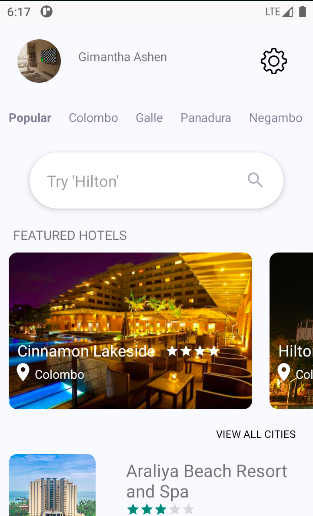 6:17
LTE
Gimantha Ashen
Popular Colombo Galle Panadura Negambo
Try 'Hilton'
FEATURED HOTELS
Cinnamon Lakeside
Hilto
Colombo
Col
VIEW ALL CITIES
Araliya Beach Resort
and Spa